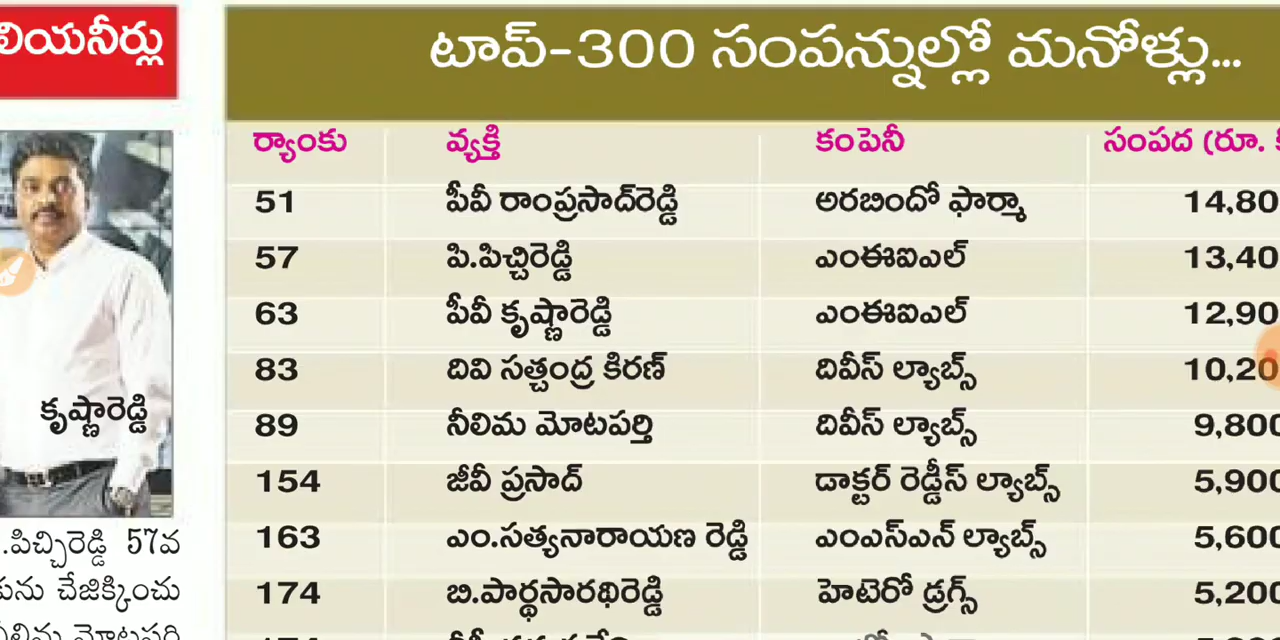 లియనీర్లు
కృష్ణారెడ్డి
.పిచ్చిరెడ్డి 57వ
కును చేజిక్కించు
నీలిమ మోటపర్తి
టాప్-300 సంపన్నుల్లో మనోళ్లు...
ర్యాంకు వ్యక్తి కంపెనీ సంపద (రూ.
51 పీవీ రాంప్రసాద్‌రెడ్డి అరబిందో ఫార్మా 14,80
57 పి.పిచ్చిరెడ్డి ఎంఈఐఎల్ 13,40
63 పీవీ కృష్ణారెడ్డి ఎంఈఐఎల్ 12,90
83 దివి సత్చంద్ర కిరణ్ దివీస్ ల్యాబ్స్ 10,20
89 నీలిమ మోటపర్తి దివీస్ ల్యాబ్స్ 9,800
154 జీవీ ప్రసాద్ డాక్టర్ రెడ్డీస్ ల్యాబ్స్ 5,900
163 ఎం.సత్యనారాయణ రెడ్డి ఎంఎస్ఎన్ ల్యాబ్స్ 5,600
174 బి.పార్థసారథిరెడ్డి హెటెరో డ్రగ్స్ 5,200